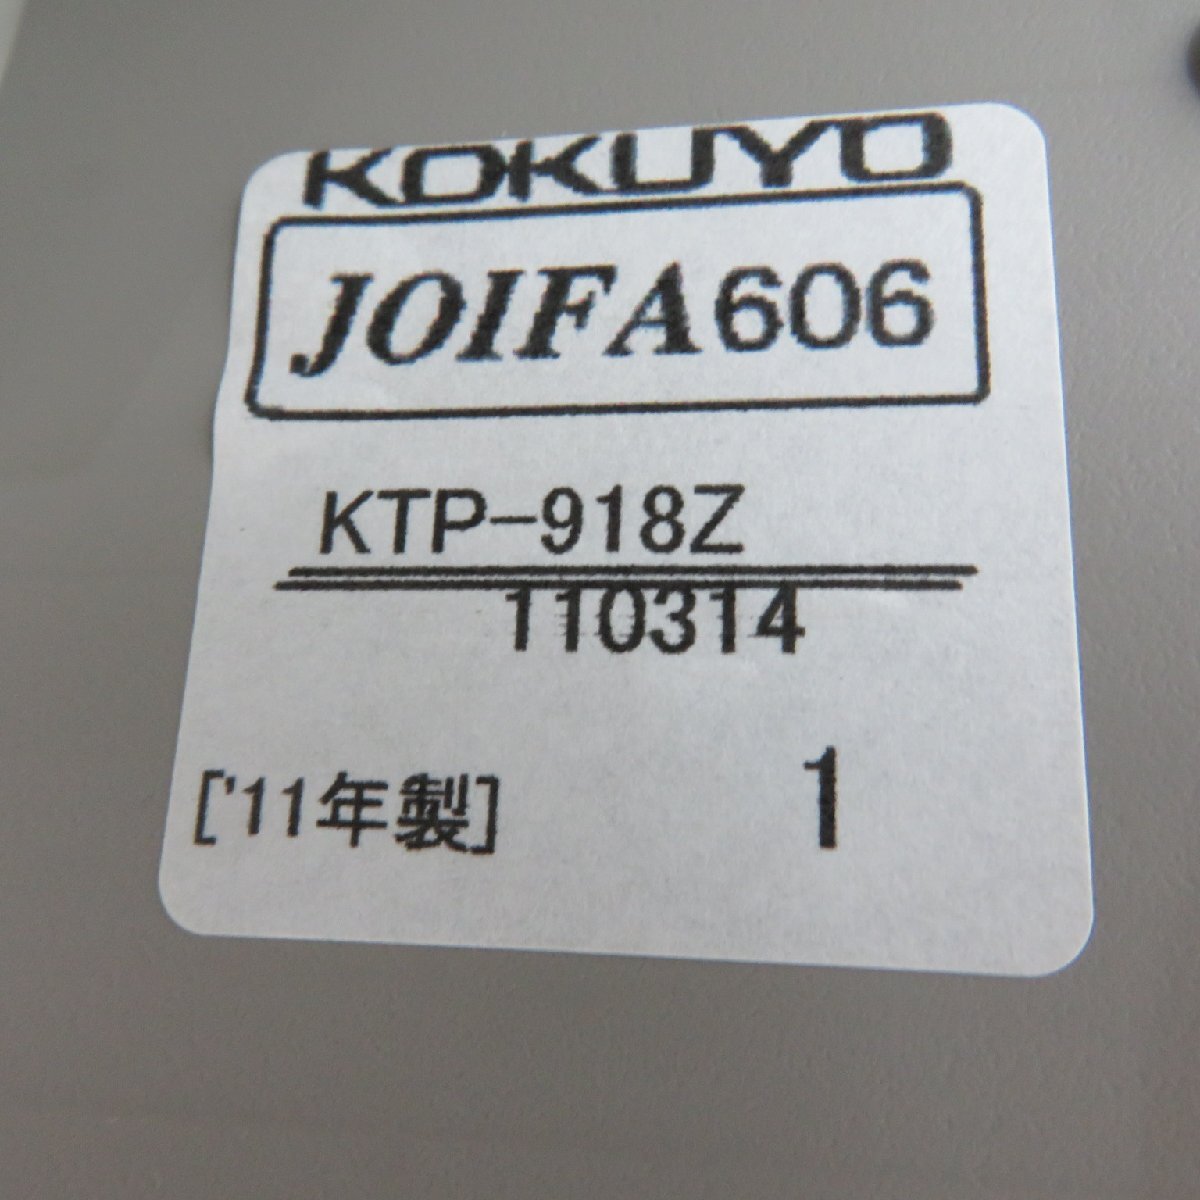 KOKUYO
JOIFA606
KTP-918Z
110314
['11年製]
1